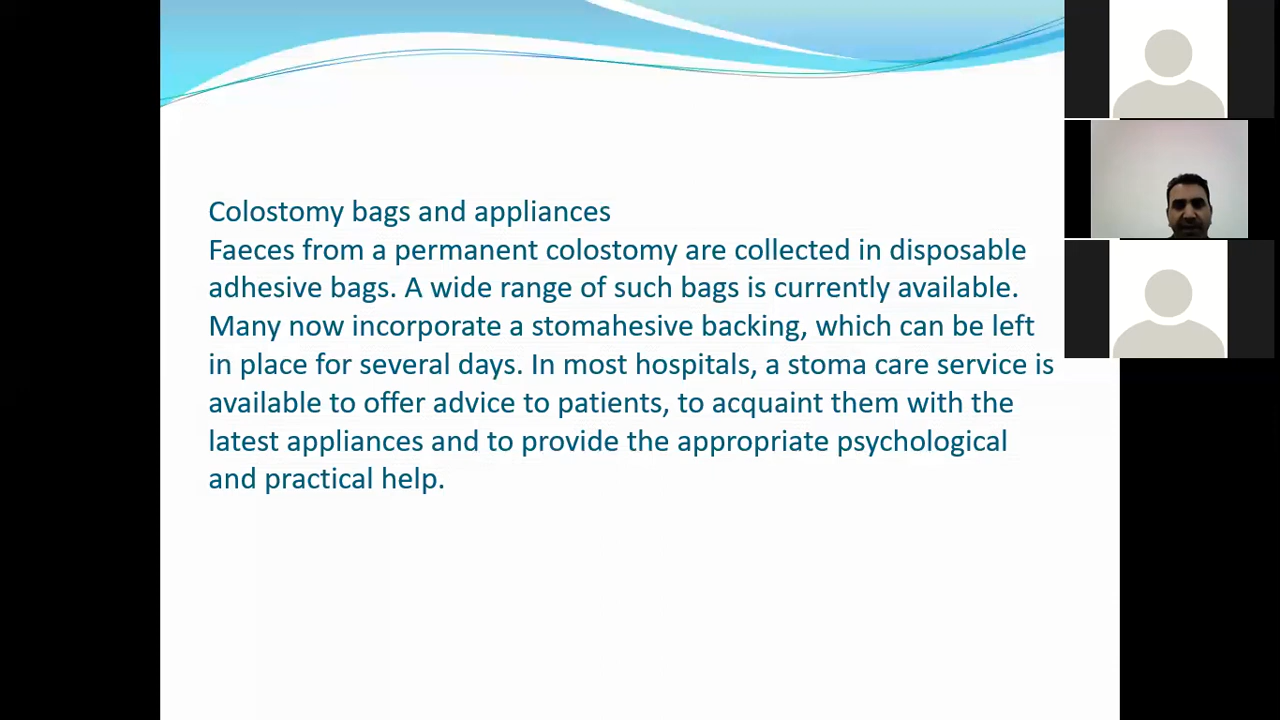 Colostomy bags and appliances
Faeces from a permanent colostomy are collected in disposable
adhesive bags. A wide range of such bags is currently available.
Many now incorporate a stomahesive backing, which can be left
in place for several days. In most hospitals, a stoma care service is
available to offer advice to patients, to acquaint them with the
latest appliances and to provide the appropriate psychological
and practical help.